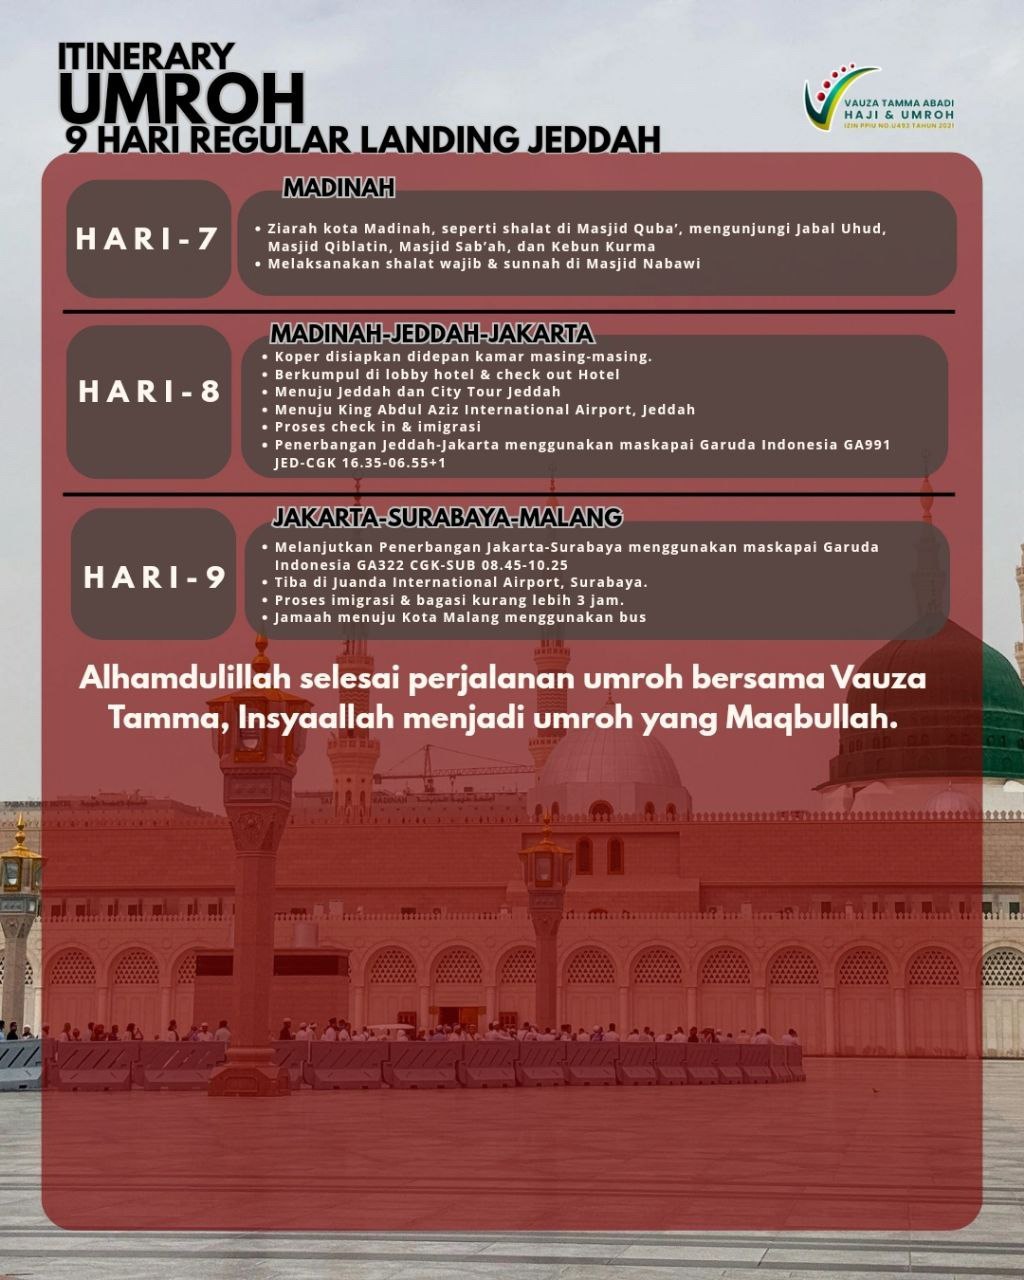 ITINERARY
UMROH
9 HARI REGULAR LANDING JEDDAH
VAUZA TAMMA ABADI
HAJI & UMROH
IZIN PPIU NO.U493 TAHUN 2021
MADINAH
HARI-7
• Ziarah kota Madinah, seperti shalat di Masjid Quba’, mengunjungi Jabal Uhud,
Masjid Qiblatin, Masjid Sab’ah, dan Kebun Kurma
• Melaksanakan shalat wajib & sunnah di Masjid Nabawi
MADINAH-JEDDAH-JAKARTA
HARI-8
• Koper disiapkan didepan kamar masing-masing.
• Berkumpul di lobby hotel & check out Hotel
• Menuju Jeddah dan City Tour Jeddah
• Menuju King Abdul Aziz International Airport, Jeddah
• Proses check in & imigrasi
• Penerbangan Jeddah-Jakarta menggunakan maskapai Garuda Indonesia GA991
JED-CGK 16.35-06.55+1
JAKARTA-SURABAYA-MALANG
HARI-9
• Melanjutkan Penerbangan Jakarta-Surabaya menggunakan maskapai Garuda
Indonesia GA322 CGK-SUB 08.45-10.25
• Tiba di Juanda International Airport, Surabaya.
• Proses imigrasi & bagasi kurang lebih 3 jam.
• Jamaah menuju Kota Malang menggunakan bus
Alhamdulillah selesai perjalanan umroh bersama Vauza
Tamma, Insyaallah menjadi umroh yang Maqbullah.